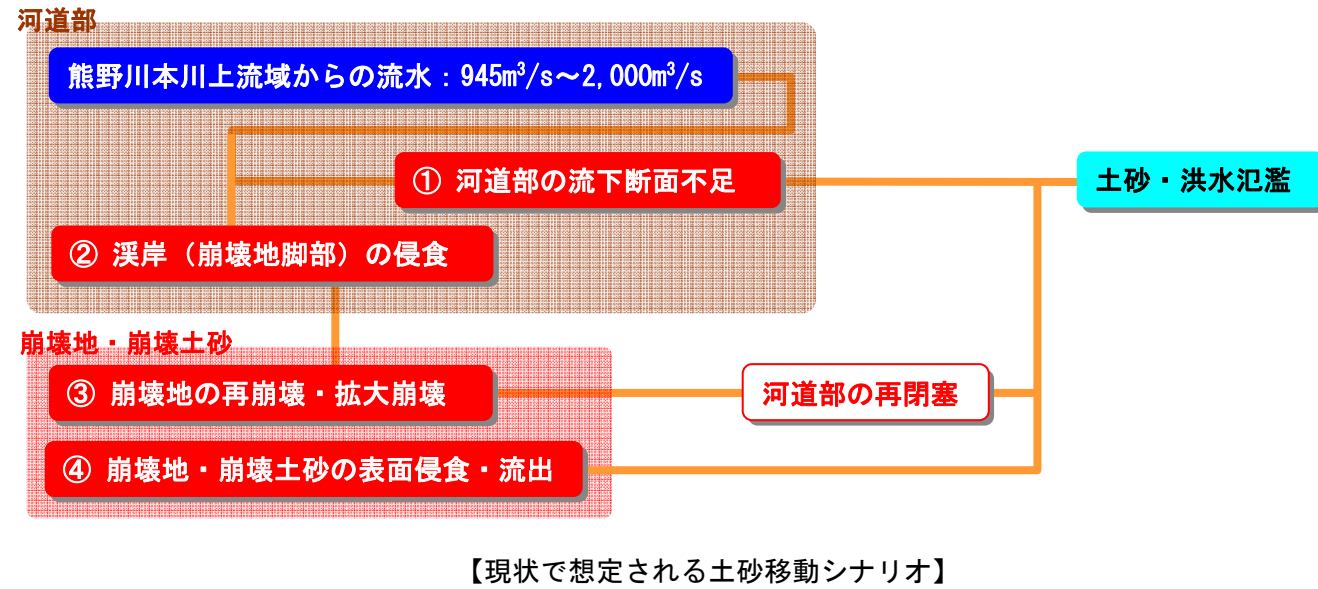 河道部
熊野川本川上流域からの流水：945m³/s～2,000m³/s
① 河道部の流下断面不足
土砂・洪水氾濫
② 渓岸（崩壊地脚部）の侵食
崩壊地・崩壊土砂
③ 崩壊地の再崩壊・拡大崩壊
河道部の再閉塞
④ 崩壊地・崩壊土砂の表面侵食・流出
【現状で想定される土砂移動シナリオ】